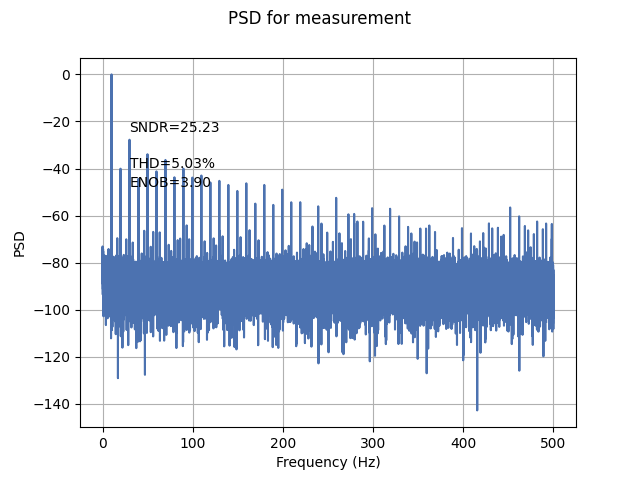 PSD for measurement
0
−20
−40
−60
−80
−100
−120
−140
PSD
SNDR=25.23
THD=5.03%
ENOB=3.90
0 100 200 300 400 500
Frequency (Hz)